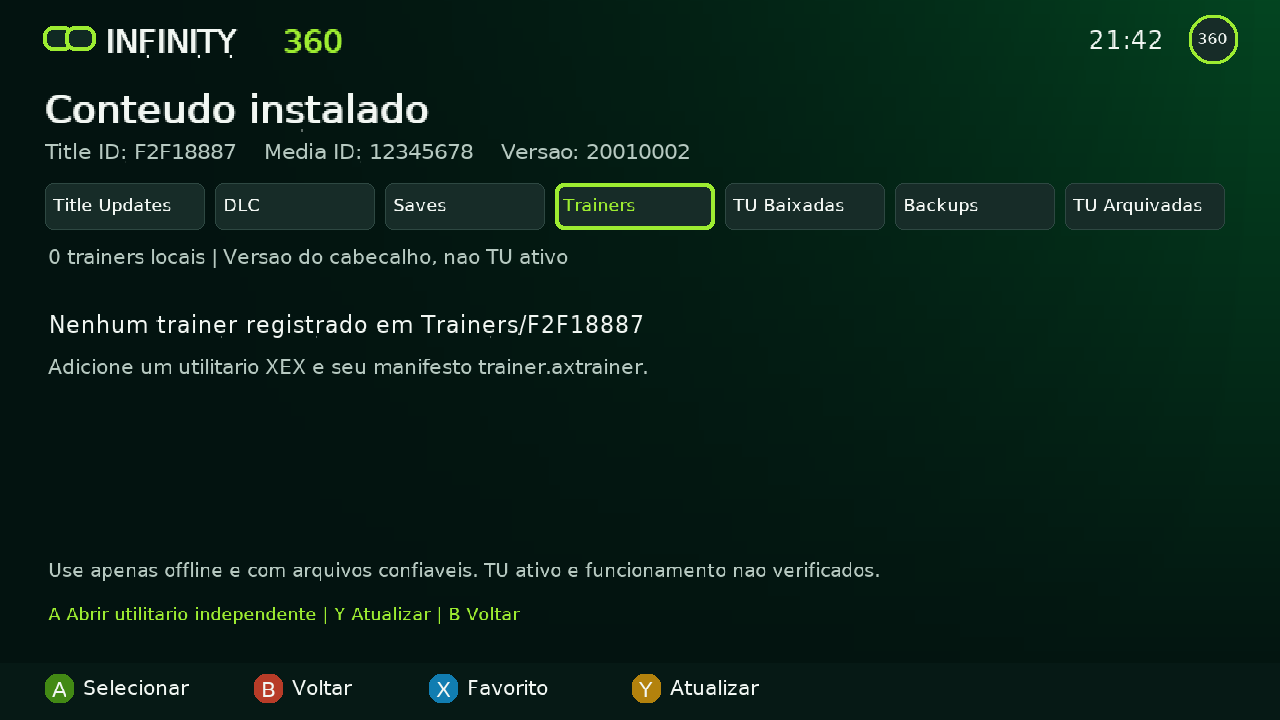 INFINITY 360
21:42
360
Conteudo instalado
Title ID: F2F18887 Media ID: 12345678 Versao: 20010002
Title Updates DLC Saves Trainers TU Baixadas Backups TU Arquivadas
0 trainers locais | Versao do cabecalho, nao TU ativo
Nenhum trainer registrado em Trainers/F2F18887
Adicione um utilitario XEX e seu manifesto trainer.axtrainer.
Use apenas offline e com arquivos confiaveis. TU ativo e funcionamento nao verificados.
A Abrir utilitario independente | Y Atualizar | B Voltar
A Selecionar B Voltar X Favorito Y Atualizar